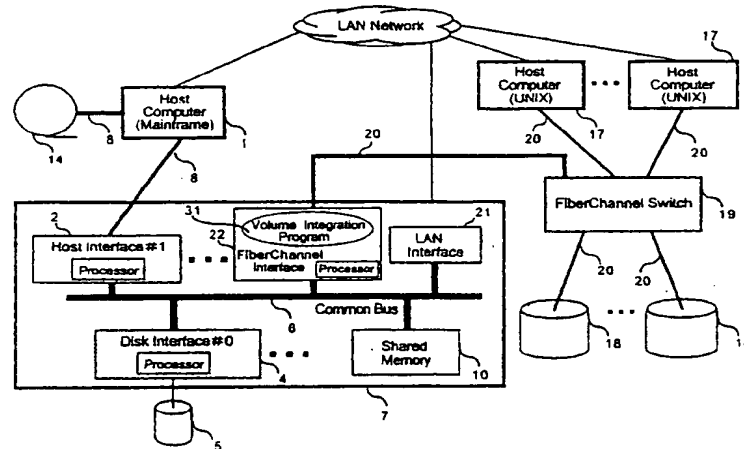 LAN Network
17
Host
Computer
(Mainframe)
Host
Computer
(UNIX)
Host
Computer
(UNIX)
14
8
1
8
20
17
20
20
2
31
22
Volume Integration
Program
21
FiberChannel Switch
19
Host Interface #1
Processor
FiberChannel
Interface
Processor
LAN
Interface
20
20
Common Bus
6
Disk Interface #0
Processor
Shared
Memory
18
4
10
7
5